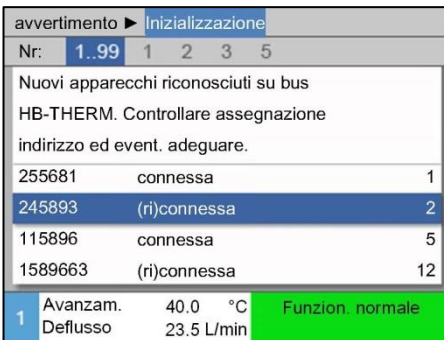 avvertimento ► Inizializzazione
Nr: 1..99 1 2 3 5
Nuovi apparecchi riconosciuti su bus
HB-THERM. Controllare assegnazione
indirizzo ed event. adeguare.
255681 connessa 1
245893 (ri)connessa 2
115896 connessa 5
1589663 (ri)connessa 12
1 Avanzam. 40.0 °C Funzion. normale
Deflusso 23.5 L/min